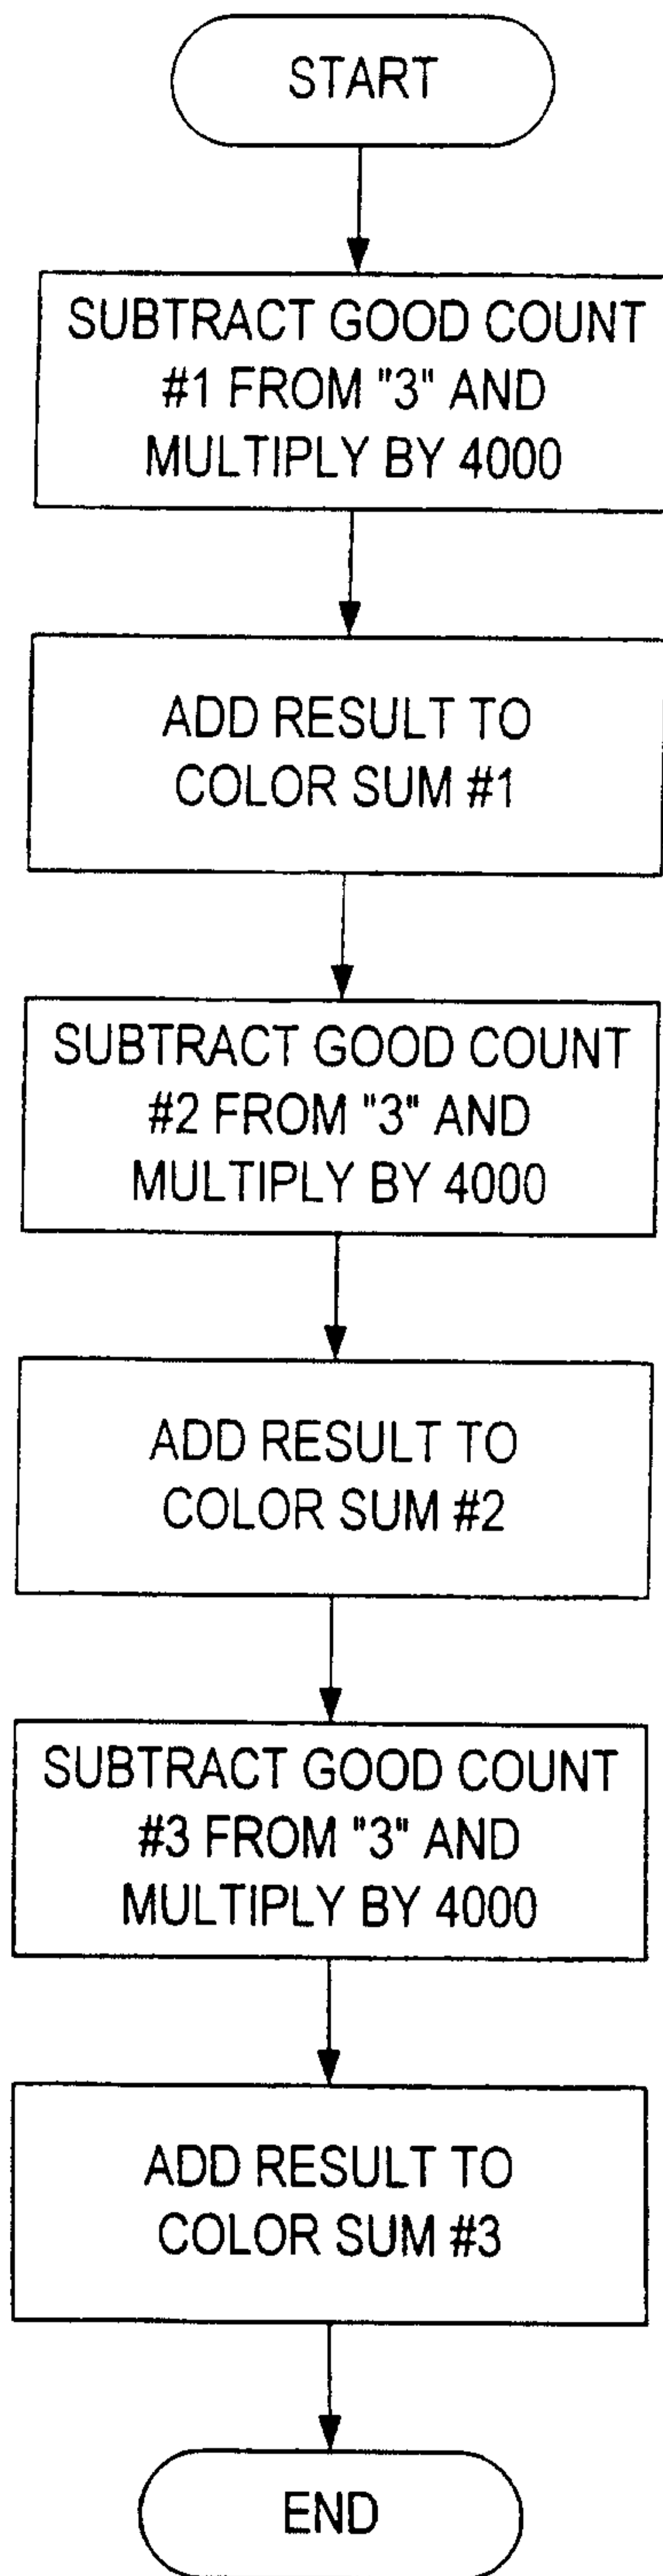 START
SUBTRACT GOOD COUNT
#1 FROM "3" AND
MULTIPLY BY 4000
ADD RESULT TO
COLOR SUM #1
SUBTRACT GOOD COUNT
#2 FROM "3" AND
MULTIPLY BY 4000
ADD RESULT TO
COLOR SUM #2
SUBTRACT GOOD COUNT
#3 FROM "3" AND
MULTIPLY BY 4000
ADD RESULT TO
COLOR SUM #3
END